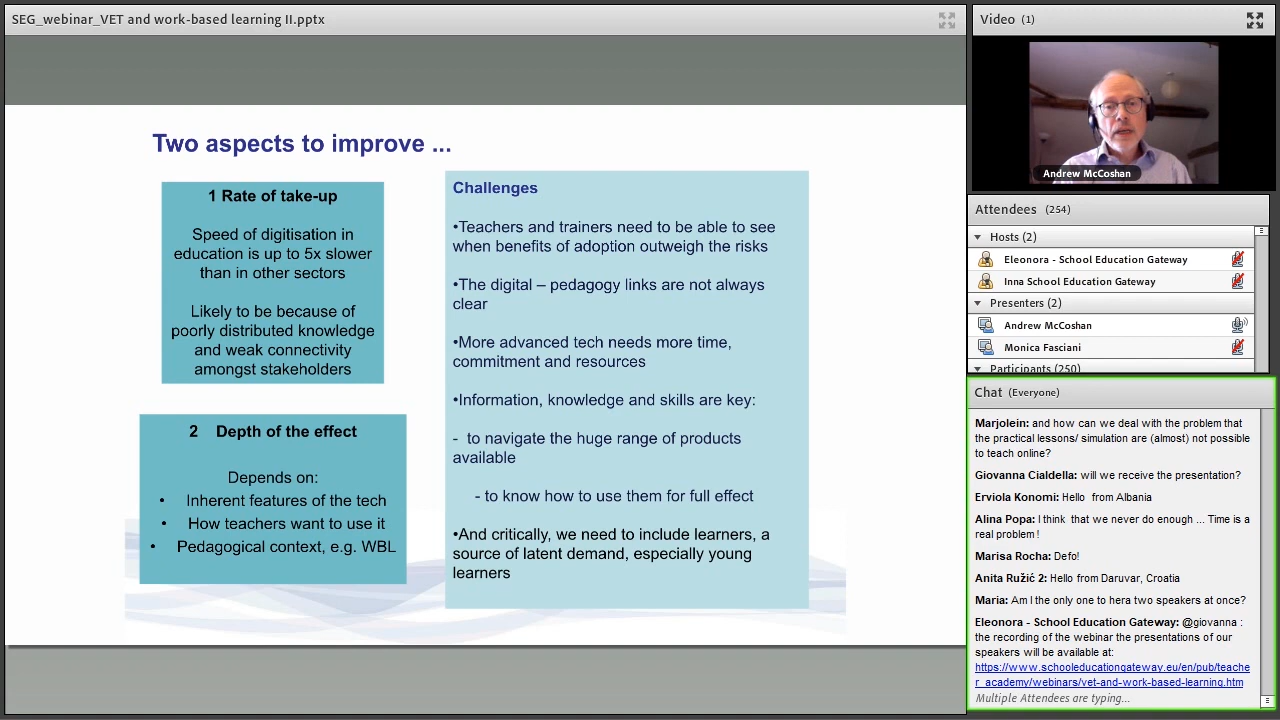 SEG_webinar_VET and work-based learning II.pptx
Two aspects to improve ...
1 Rate of take-up
Speed of digitisation in
education is up to 5x slower
than in other sectors
Likely to be because of
poorly distributed knowledge
and weak connectivity
amongst stakeholders
2 Depth of the effect
Depends on:
• Inherent features of the tech
• How teachers want to use it
• Pedagogical context, e.g. WBL
Challenges
•Teachers and trainers need to be able to see
when benefits of adoption outweigh the risks
•The digital – pedagogy links are not always
clear
•More advanced tech needs more time,
commitment and resources
•Information, knowledge and skills are key:
- to navigate the huge range of products
available
- to know how to use them for full effect
•And critically, we need to include learners, a
source of latent demand, especially young
learners
Video (1)
Andrew McCoshan
Attendees (254)
Hosts (2)
Eleonora - School Education Gateway
Inna School Education Gateway
Presenters (2)
Andrew McCoshan
Monica Fasciani
Participants (250)
Chat (Everyone)
Marjolein: and how can we deal with the problem that
the practical lessons/ simulation are (almost) not possible
to teach online?
Giovanna Cialdella: will we receive the presentation?
Erviola Konomi: Hello from Albania
Alina Popa: I think that we never do enough ... Time is a
real problem !
Marisa Rocha: Defo!
Anita Ružić 2: Hello from Daruvar, Croatia
Maria: Am I the only one to hera two speakers at once?
Eleonora - School Education Gateway: @giovanna :
the recording of the webinar the presentations of our
speakers will be available at:
https://www.schooleducationgateway.eu/en/pub/teache
r_academy/webinars/vet-and-work-based-learning.htm
Multiple Attendees are typing...